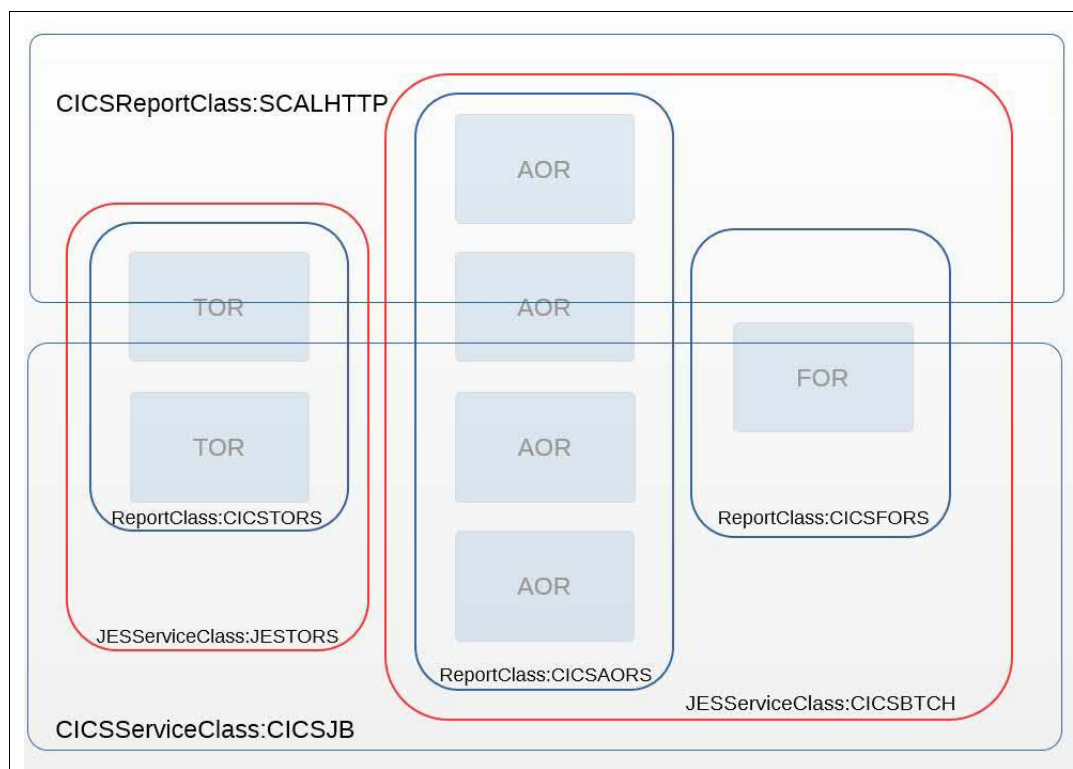 CICSReportClass:SCALHTTP
AOR
TOR
AOR
FOR
TOR
AOR
ReportClass:CICSTORS
ReportClass:CICSFORS
AOR
JESServiceClass:JESTORS
ReportClass:CICSAORS
JESServiceClass:CICSBTCH
CICSServiceClass:CICSJB